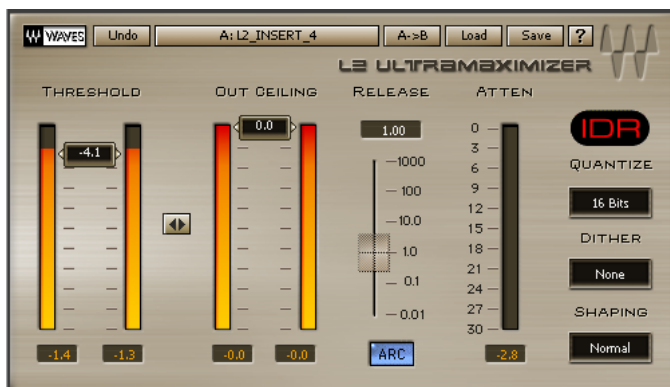 WAVES Undo A: L2_INSERT_4 A->B Load Save ?
L2 ULTRAMAXIMIZER
THRESHOLD OUT CEILING RELEASE ATTEN
-4.1 0.0 1.00 IDR
1000
100
10.0
1.0
0.1
0.01
0
3
6
9
12
15
18
21
24
27
30
QUANTIZE
16 Bits
DITHER
None
SHAPING
Normal
-1.4 -1.3 -0.0 -0.0 ARC -2.8